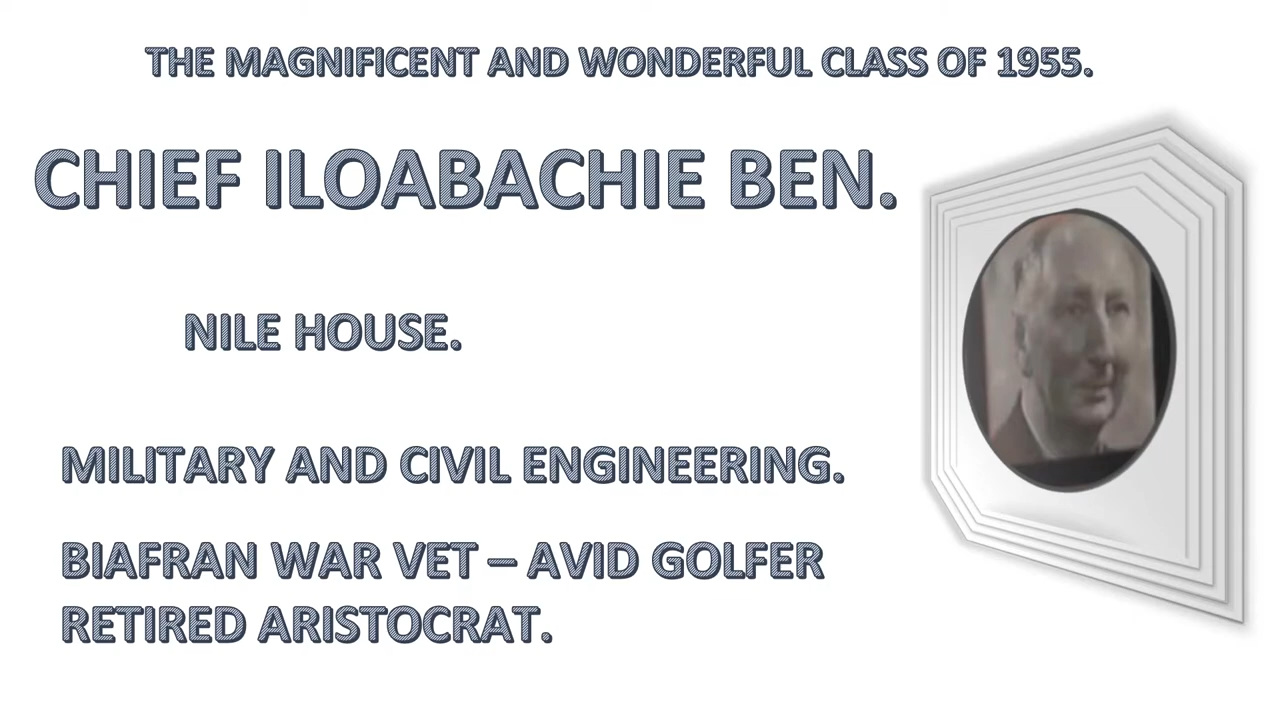 THE MAGNIFICENT AND WONDERFUL CLASS OF 1955.
CHIEF ILOABACHIE BEN.
NILE HOUSE.
MILITARY AND CIVIL ENGINEERING.
BIAFRAN WAR VET – AVID GOLFER
RETIRED ARISTOCRAT.